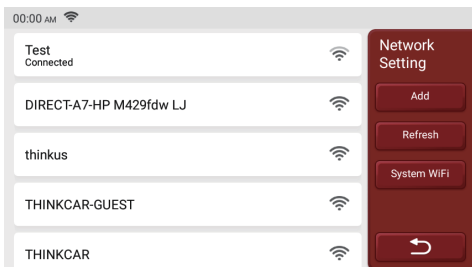 00:00 AM
Test
Connected
DIRECT-A7-HP M429fdw LJ
thinkus
THINKCAR-GUEST
THINKCAR
Network
Setting
Add
Refresh
System WiFi